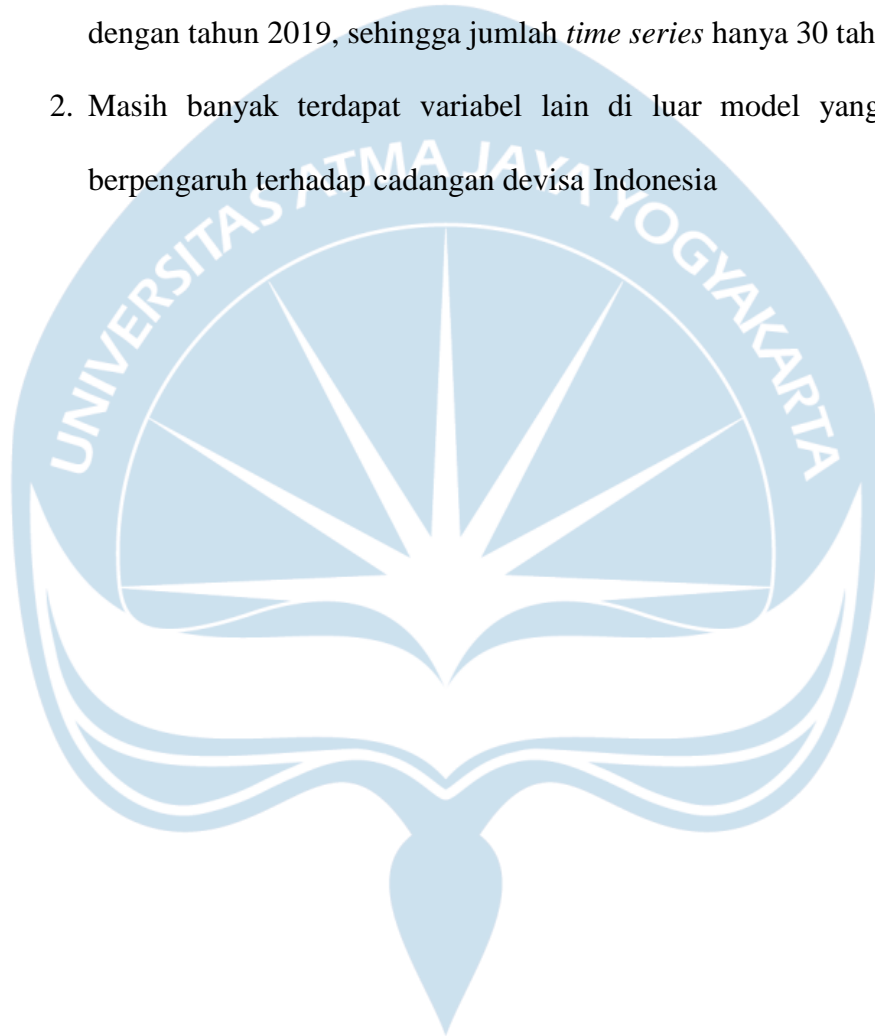 dengan tahun 2019, sehingga jumlah time series hanya 30 tah
2. Masih banyak terdapat variabel lain di luar model yang
berpengaruh terhadap cadangan devisa Indonesia
UNIVERSITAS ATMA JAYA YOGYAKARTA